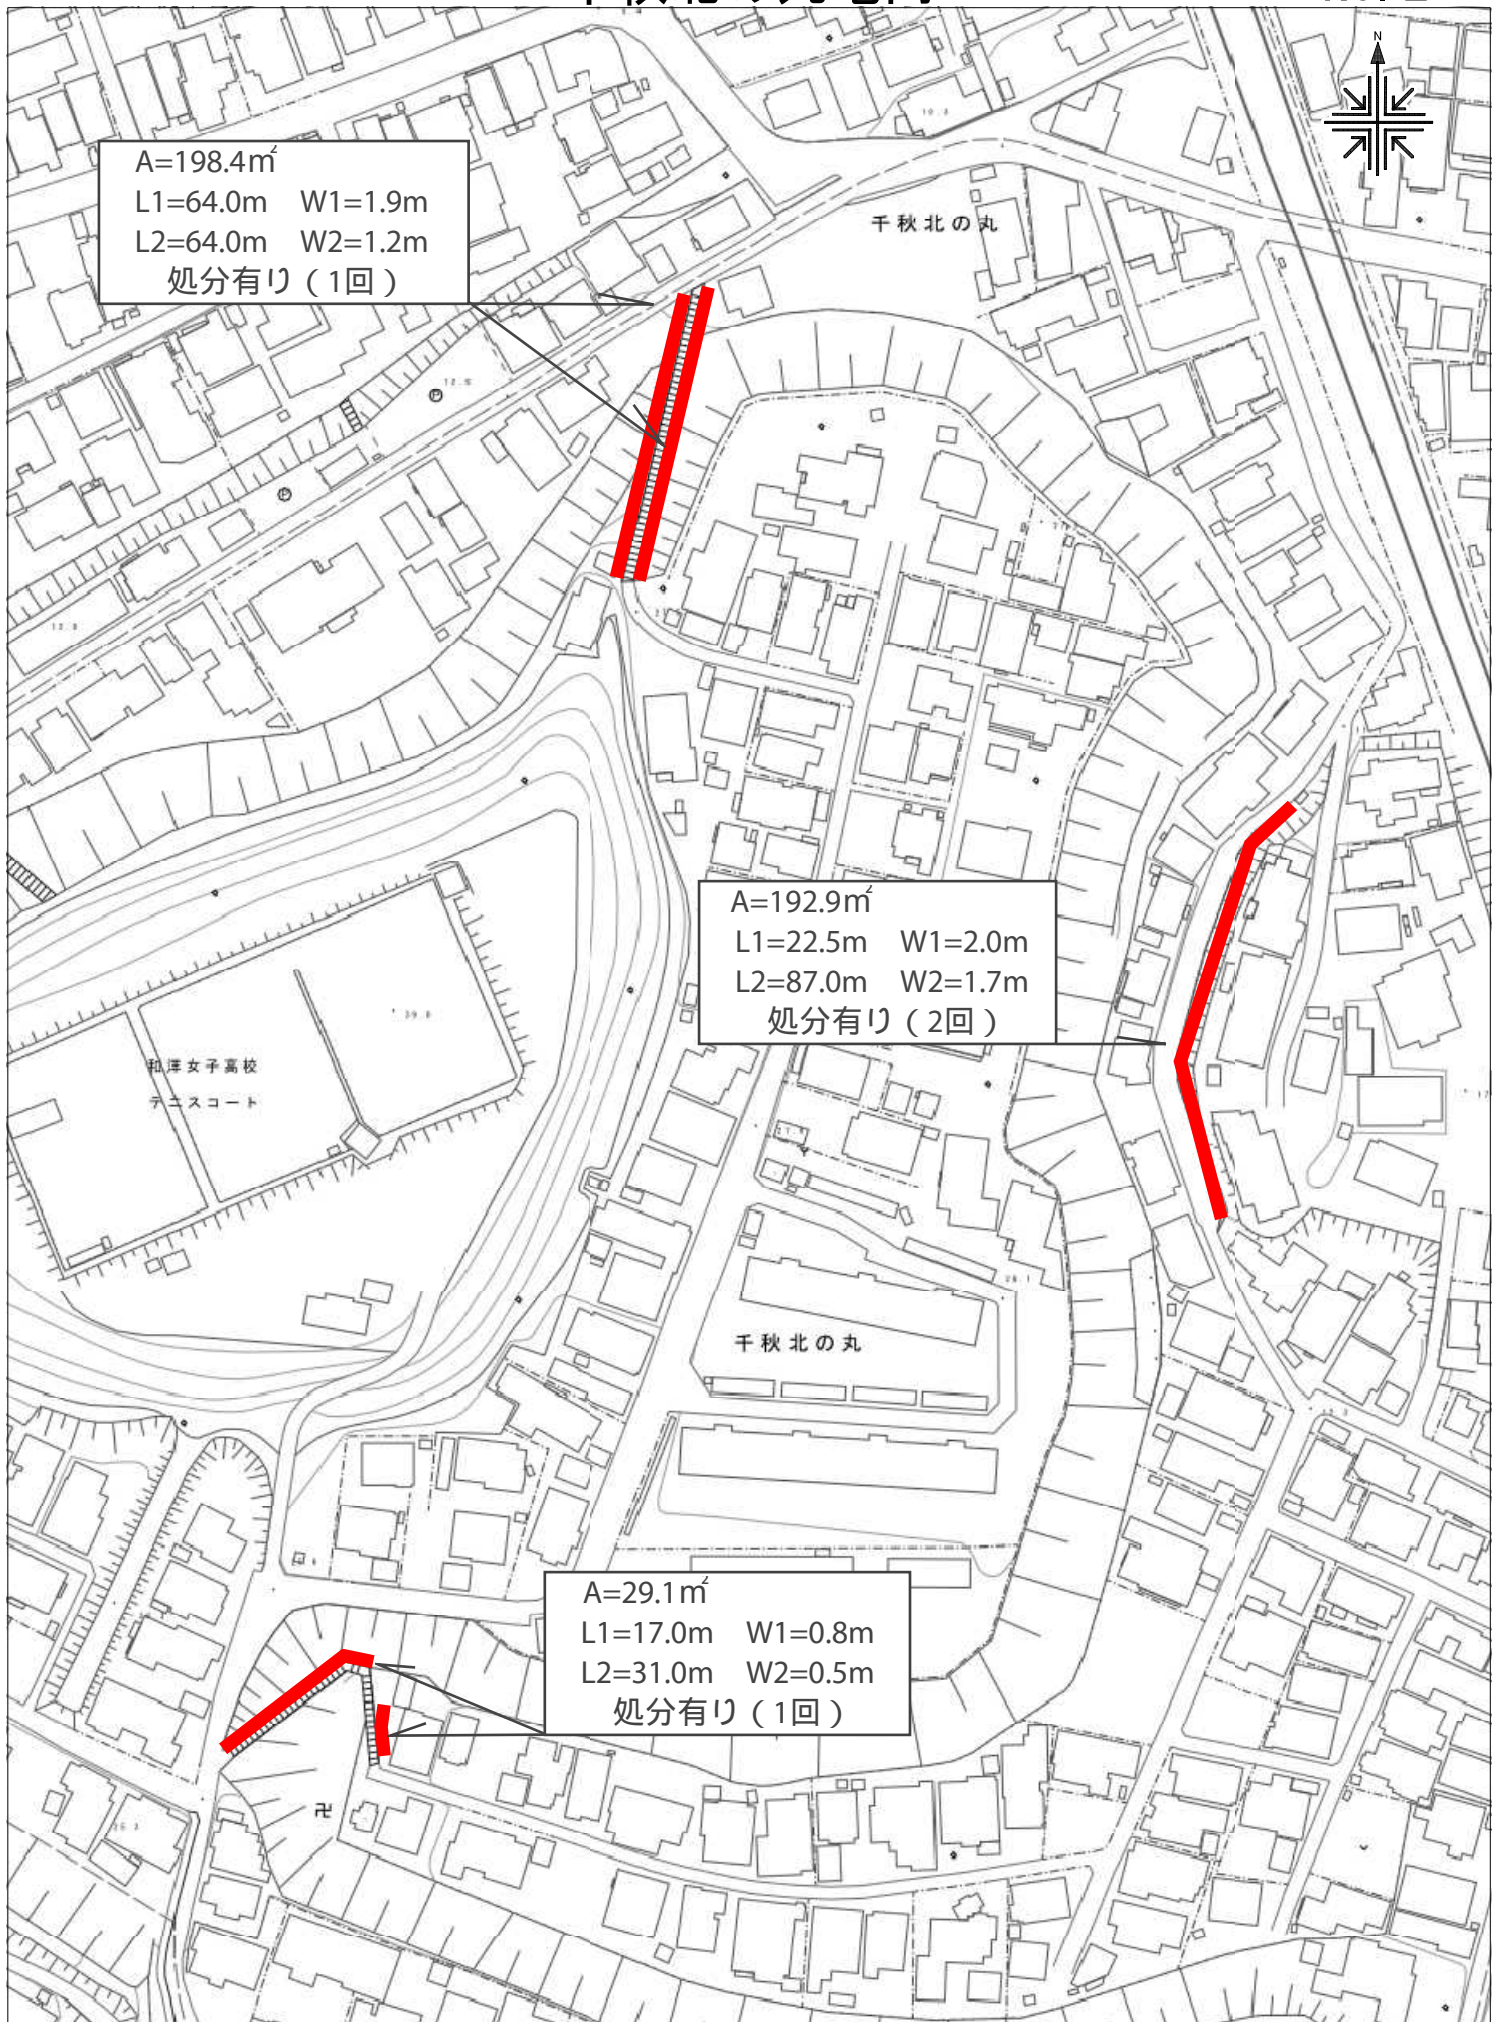 N
A=198.4㎡
L1=64.0m W1=1.9m
L2=64.0m W2=1.2m
処分有り（1回）
千秋北の丸
A=192.9㎡
L1=22.5m W1=2.0m
L2=87.0m W2=1.7m
処分有り（2回）
和洋女子高校
テニスコート
千秋北の丸
A=29.1㎡
L1=17.0m W1=0.8m
L2=31.0m W2=0.5m
処分有り（1回）